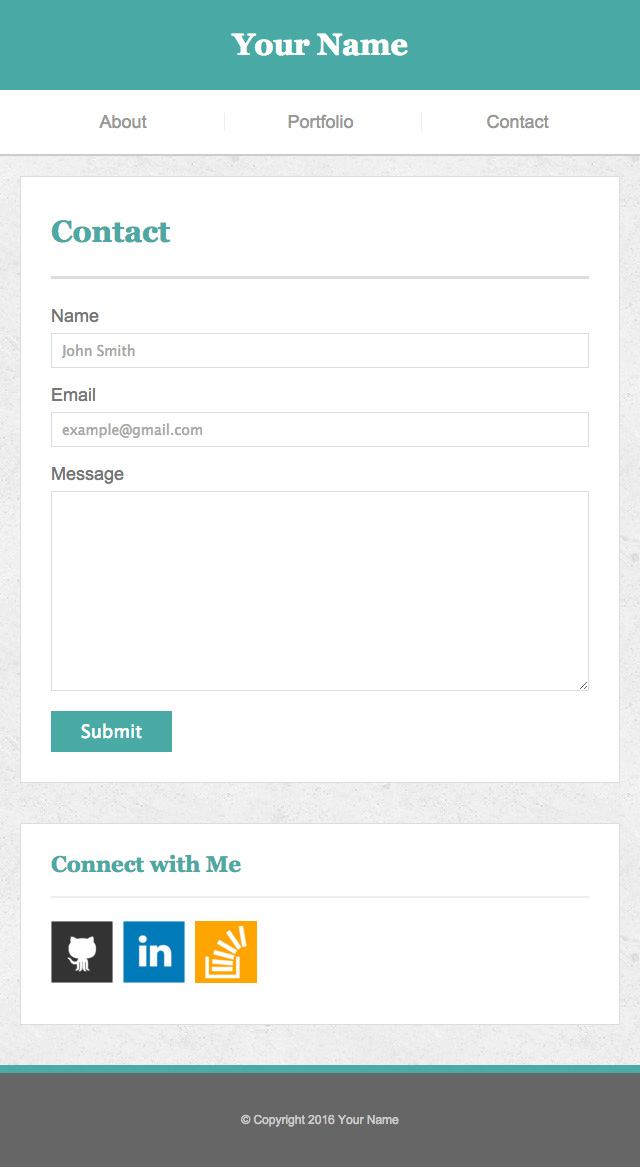 Your Name
About Portfolio Contact
Contact
Name
John Smith
Email
example@gmail.com
Message
Submit
Connect with Me
in
© Copyright 2016 Your Name